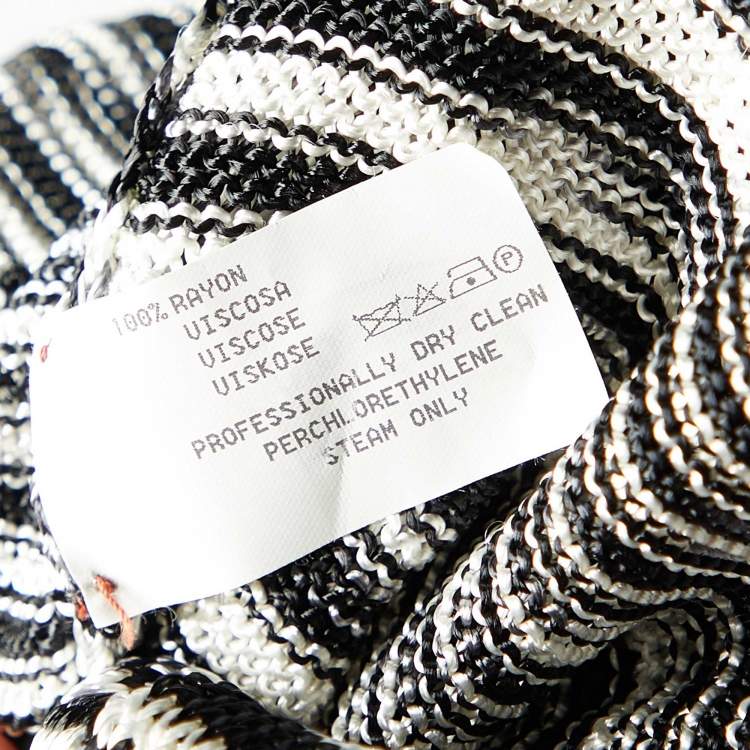 100% RAYON
VISCOSA
VISCOSE
VISKOSE
P
PROFESSIONALLY DRY CLEAN
PERCHLORETHYLENE
STEAM ONLY